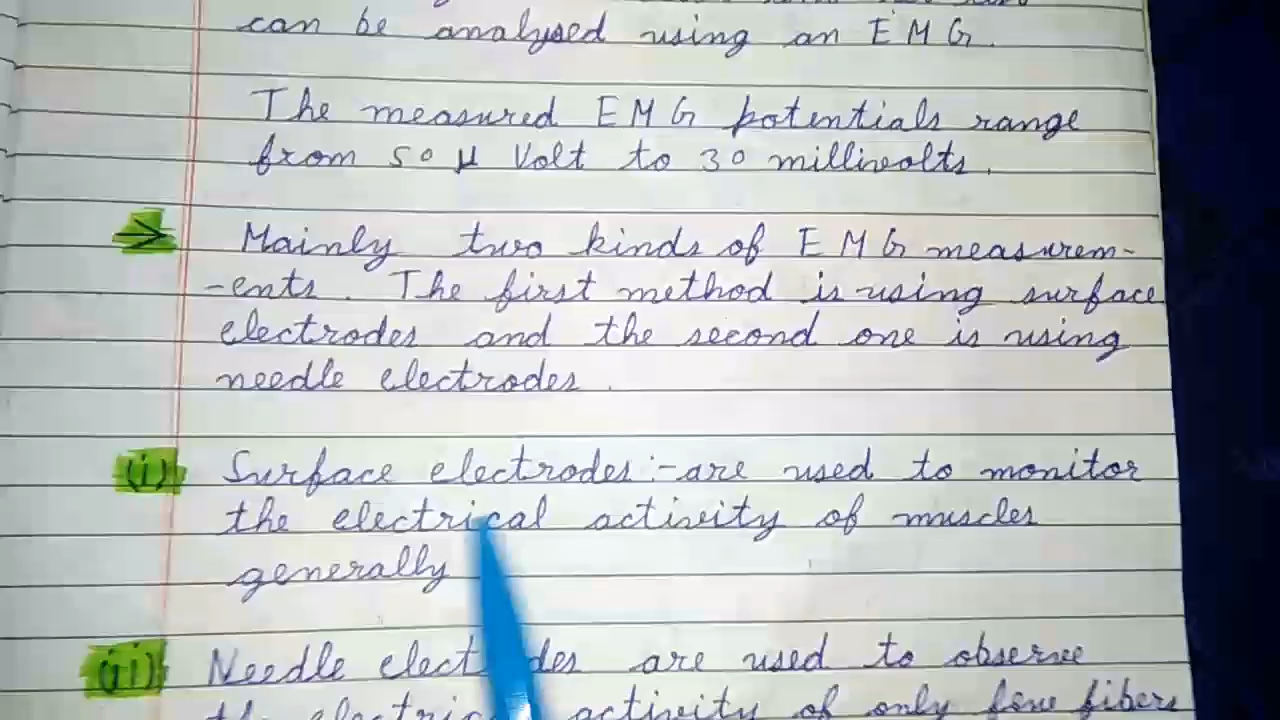 can be analysed using an EMG.
The measured EMG potentials range
from 50 μ Volt to 30 millivolts.
> Mainly two kinds of EMG measurem-
-ents. The first method is using surface
electrodes and the second one is using
needle electrodes.
(i) Surface electrodes:- are used to monitor
the electrical activity of muscles
generally
(ii) Needle elect des are used to observe
the electric activity of only few fibers